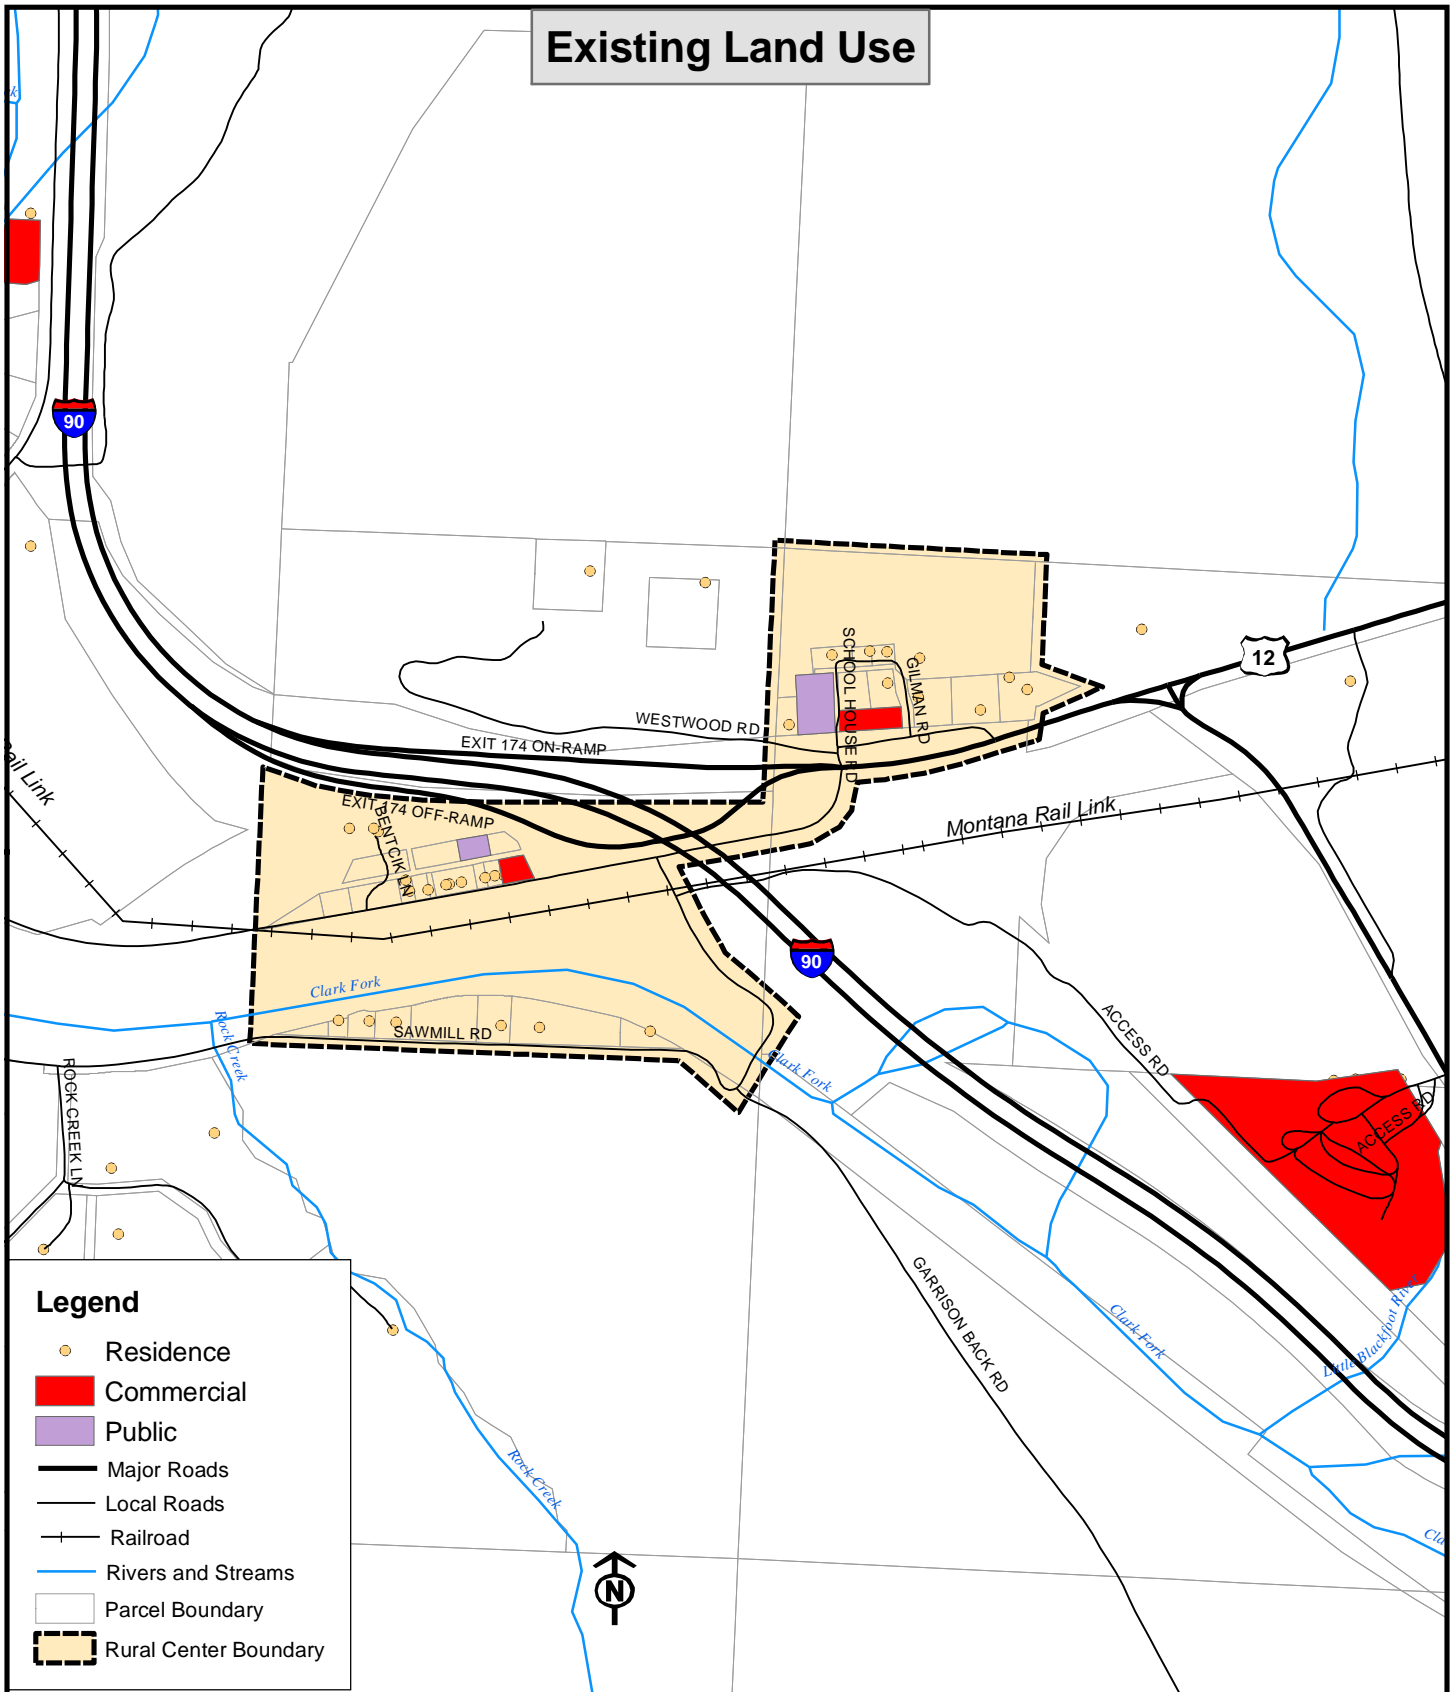 Existing Land Use
90
SCHOOL HOUSE RD
GILMAN RD
12
WESTWOOD RD
EXIT 174 ON-RAMP
Rail Link
EXIT 174 OFF-RAMP
BENTCIK LN
Montana Rail Link
90
Clark Fork
Rock Creek
SAWMILL RD
Clark Fork
ACCESS RD
ROCK CREEK LN
ACCESS RD
GARRISON BACK RD
Clark Fork
Little Blackfoot River
Rock Creek
Legend
Residence
Commercial
Public
Major Roads
Local Roads
Railroad
Rivers and Streams
Parcel Boundary
Rural Center Boundary
N